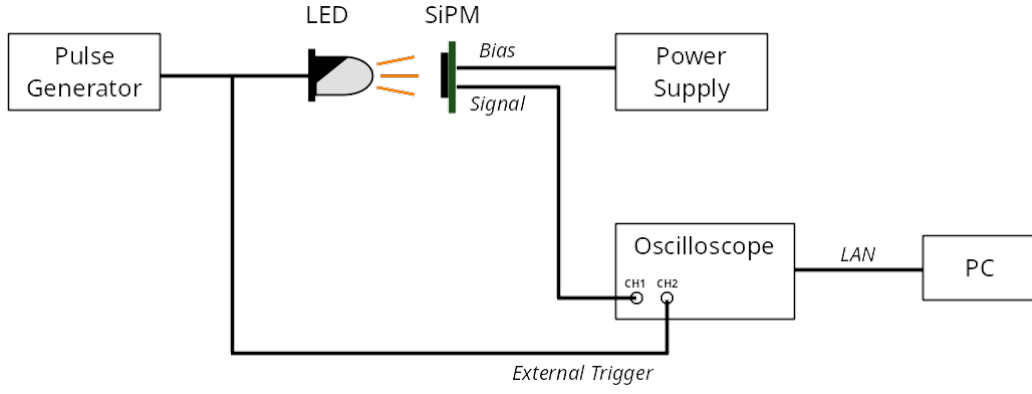 LED
SiPM
Pulse
Generator
Bias
Signal
Power
Supply
Oscilloscope
CH1
CH2
LAN
PC
External Trigger